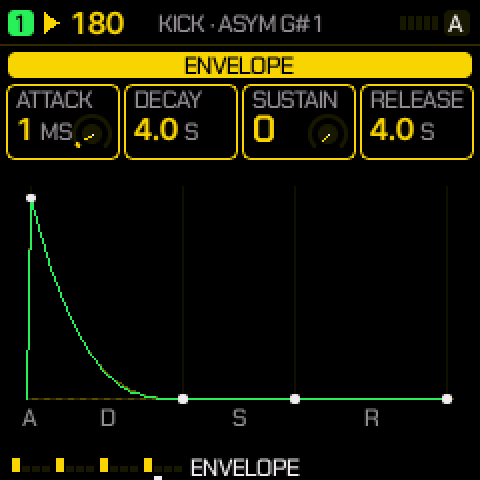 1 180 KICK · ASYM G#1 A
ENVELOPE
ATTACK DECAY SUSTAIN RELEASE
1 MS 4.0 S 0 4.0 S
A D S R
ENVELOPE